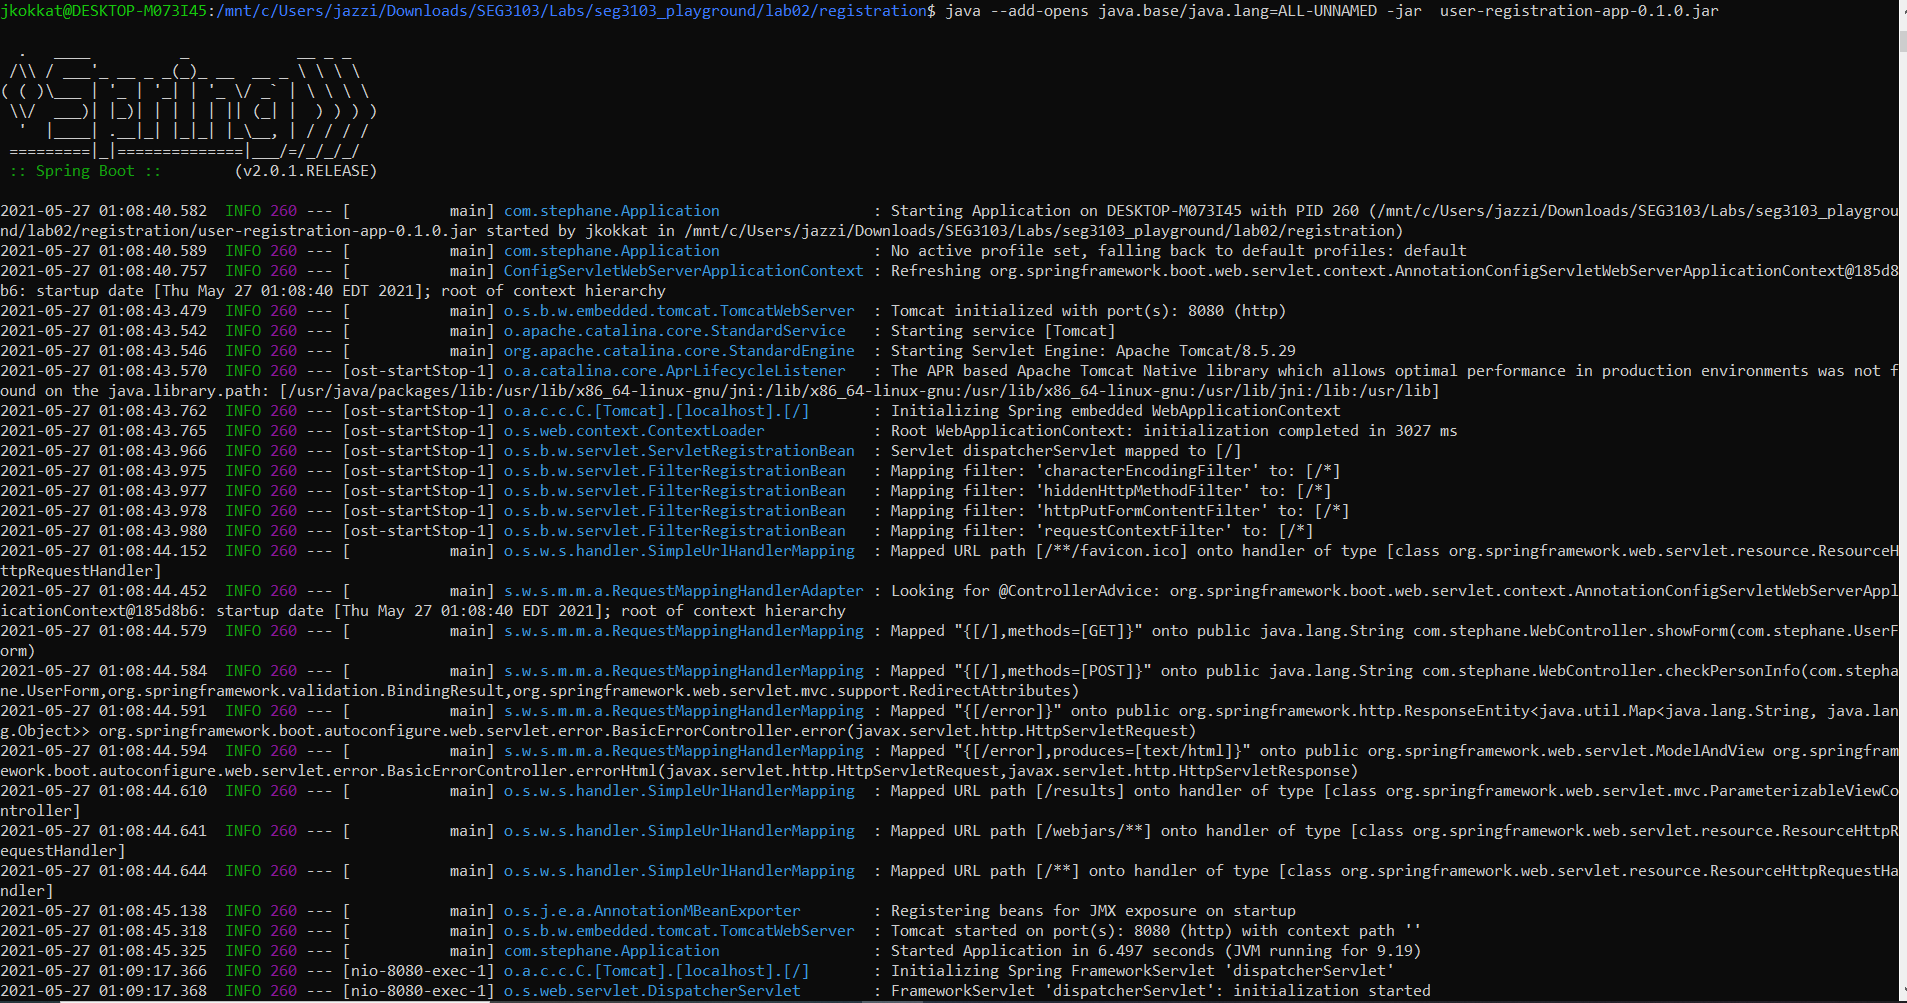 jkokkat@DESKTOP-M073I45:/mnt/c/Users/jazzi/Downloads/SEG3103/Labs/seg3103_playground/lab02/registration$ java --add-opens java.base/java.lang=ALL-UNNAMED -jar  user-registration-app-0.1.0.jar

  .   ____          _            __ _ _
 /\\ / ___'_ __ _ _(_)_ __  __ _ \ \ \ \
( ( )\___ | '_ | '_| | '_ \/ _` | \ \ \ \
 \\/  ___)| |_)| | | | | || (_| |  ) ) ) )
  '  |____| .__|_| |_|_| |_\__, | / / / /
 =========|_|==============|___/=/_/_/_/
 :: Spring Boot ::        (v2.0.1.RELEASE)

2021-05-27 01:08:40.582  INFO 260 --- [           main] com.stephane.Application                 : Starting Application on DESKTOP-M073I45 with PID 260 (/mnt/c/Users/jazzi/Downloads/SEG3103/Labs/seg3103_playgrou
nd/lab02/registration/user-registration-app-0.1.0.jar started by jkokkat in /mnt/c/Users/jazzi/Downloads/SEG3103/Labs/seg3103_playground/lab02/registration)
2021-05-27 01:08:40.589  INFO 260 --- [           main] com.stephane.Application                 : No active profile set, falling back to default profiles: default
2021-05-27 01:08:40.757  INFO 260 --- [           main] ConfigServletWebServerApplicationContext : Refreshing org.springframework.boot.web.servlet.context.AnnotationConfigServletWebServerApplicationContext@185d8
b6: startup date [Thu May 27 01:08:40 EDT 2021]; root of context hierarchy
2021-05-27 01:08:43.479  INFO 260 --- [           main] o.s.b.w.embedded.tomcat.TomcatWebServer  : Tomcat initialized with port(s): 8080 (http)
2021-05-27 01:08:43.542  INFO 260 --- [           main] o.apache.catalina.core.StandardService   : Starting service [Tomcat]
2021-05-27 01:08:43.546  INFO 260 --- [           main] org.apache.catalina.core.StandardEngine  : Starting Servlet Engine: Apache Tomcat/8.5.29
2021-05-27 01:08:43.570  INFO 260 --- [ost-startStop-1] o.a.catalina.core.AprLifecycleListener   : The APR based Apache Tomcat Native library which allows optimal performance in production environments was not f
ound on the java.library.path: [/usr/java/packages/lib:/usr/lib/x86_64-linux-gnu/jni:/lib/x86_64-linux-gnu:/usr/lib/x86_64-linux-gnu:/usr/lib/jni:/lib:/usr/lib]
2021-05-27 01:08:43.762  INFO 260 --- [ost-startStop-1] o.a.c.c.C.[Tomcat].[localhost].[/]       : Initializing Spring embedded WebApplicationContext
2021-05-27 01:08:43.765  INFO 260 --- [ost-startStop-1] o.s.web.context.ContextLoader            : Root WebApplicationContext: initialization completed in 3027 ms
2021-05-27 01:08:43.966  INFO 260 --- [ost-startStop-1] o.s.b.w.servlet.ServletRegistrationBean  : Servlet dispatcherServlet mapped to [/]
2021-05-27 01:08:43.975  INFO 260 --- [ost-startStop-1] o.s.b.w.servlet.FilterRegistrationBean   : Mapping filter: 'characterEncodingFilter' to: [/*]
2021-05-27 01:08:43.977  INFO 260 --- [ost-startStop-1] o.s.b.w.servlet.FilterRegistrationBean   : Mapping filter: 'hiddenHttpMethodFilter' to: [/*]
2021-05-27 01:08:43.978  INFO 260 --- [ost-startStop-1] o.s.b.w.servlet.FilterRegistrationBean   : Mapping filter: 'httpPutFormContentFilter' to: [/*]
2021-05-27 01:08:43.980  INFO 260 --- [ost-startStop-1] o.s.b.w.servlet.FilterRegistrationBean   : Mapping filter: 'requestContextFilter' to: [/*]
2021-05-27 01:08:44.152  INFO 260 --- [           main] o.s.w.s.handler.SimpleUrlHandlerMapping  : Mapped URL path [/**/favicon.ico] onto handler of type [class org.springframework.web.servlet.resource.ResourceH
ttpRequestHandler]
2021-05-27 01:08:44.452  INFO 260 --- [           main] s.w.s.m.m.a.RequestMappingHandlerAdapter : Looking for @ControllerAdvice: org.springframework.boot.web.servlet.context.AnnotationConfigServletWebServerAppl
icationContext@185d8b6: startup date [Thu May 27 01:08:40 EDT 2021]; root of context hierarchy
2021-05-27 01:08:44.579  INFO 260 --- [           main] s.w.s.m.m.a.RequestMappingHandlerMapping : Mapped "{[/],methods=[GET]}" onto public java.lang.String com.stephane.WebController.showForm(com.stephane.UserF
orm)
2021-05-27 01:08:44.584  INFO 260 --- [           main] s.w.s.m.m.a.RequestMappingHandlerMapping : Mapped "{[/],methods=[POST]}" onto public java.lang.String com.stephane.WebController.checkPersonInfo(com.stepha
ne.UserForm,org.springframework.validation.BindingResult,org.springframework.web.servlet.mvc.support.RedirectAttributes)
2021-05-27 01:08:44.591  INFO 260 --- [           main] s.w.s.m.m.a.RequestMappingHandlerMapping : Mapped "{[/error]}" onto public org.springframework.http.ResponseEntity<java.util.Map<java.lang.String, java.lan
g.Object>> org.springframework.boot.autoconfigure.web.servlet.error.BasicErrorController.error(javax.servlet.http.HttpServletRequest)
2021-05-27 01:08:44.594  INFO 260 --- [           main] s.w.s.m.m.a.RequestMappingHandlerMapping : Mapped "{[/error],produces=[text/html]}" onto public org.springframework.web.servlet.ModelAndView org.springfram
ework.boot.autoconfigure.web.servlet.error.BasicErrorController.errorHtml(javax.servlet.http.HttpServletRequest,javax.servlet.http.HttpServletResponse)
2021-05-27 01:08:44.610  INFO 260 --- [           main] o.s.w.s.handler.SimpleUrlHandlerMapping  : Mapped URL path [/results] onto handler of type [class org.springframework.web.servlet.mvc.ParameterizableViewCo
ntroller]
2021-05-27 01:08:44.641  INFO 260 --- [           main] o.s.w.s.handler.SimpleUrlHandlerMapping  : Mapped URL path [/webjars/**] onto handler of type [class org.springframework.web.servlet.resource.ResourceHttpR
equestHandler]
2021-05-27 01:08:44.644  INFO 260 --- [           main] o.s.w.s.handler.SimpleUrlHandlerMapping  : Mapped URL path [/**] onto handler of type [class org.springframework.web.servlet.resource.ResourceHttpRequestHa
ndler]
2021-05-27 01:08:45.138  INFO 260 --- [           main] o.s.j.e.a.AnnotationMBeanExporter        : Registering beans for JMX exposure on startup
2021-05-27 01:08:45.318  INFO 260 --- [           main] o.s.b.w.embedded.tomcat.TomcatWebServer  : Tomcat started on port(s): 8080 (http) with context path ''
2021-05-27 01:08:45.325  INFO 260 --- [           main] com.stephane.Application                 : Started Application in 6.497 seconds (JVM running for 9.19)
2021-05-27 01:09:17.366  INFO 260 --- [nio-8080-exec-1] o.a.c.c.C.[Tomcat].[localhost].[/]       : Initializing Spring FrameworkServlet 'dispatcherServlet'
2021-05-27 01:09:17.368  INFO 260 --- [nio-8080-exec-1] o.s.web.servlet.DispatcherServlet        : FrameworkServlet 'dispatcherServlet': initialization started